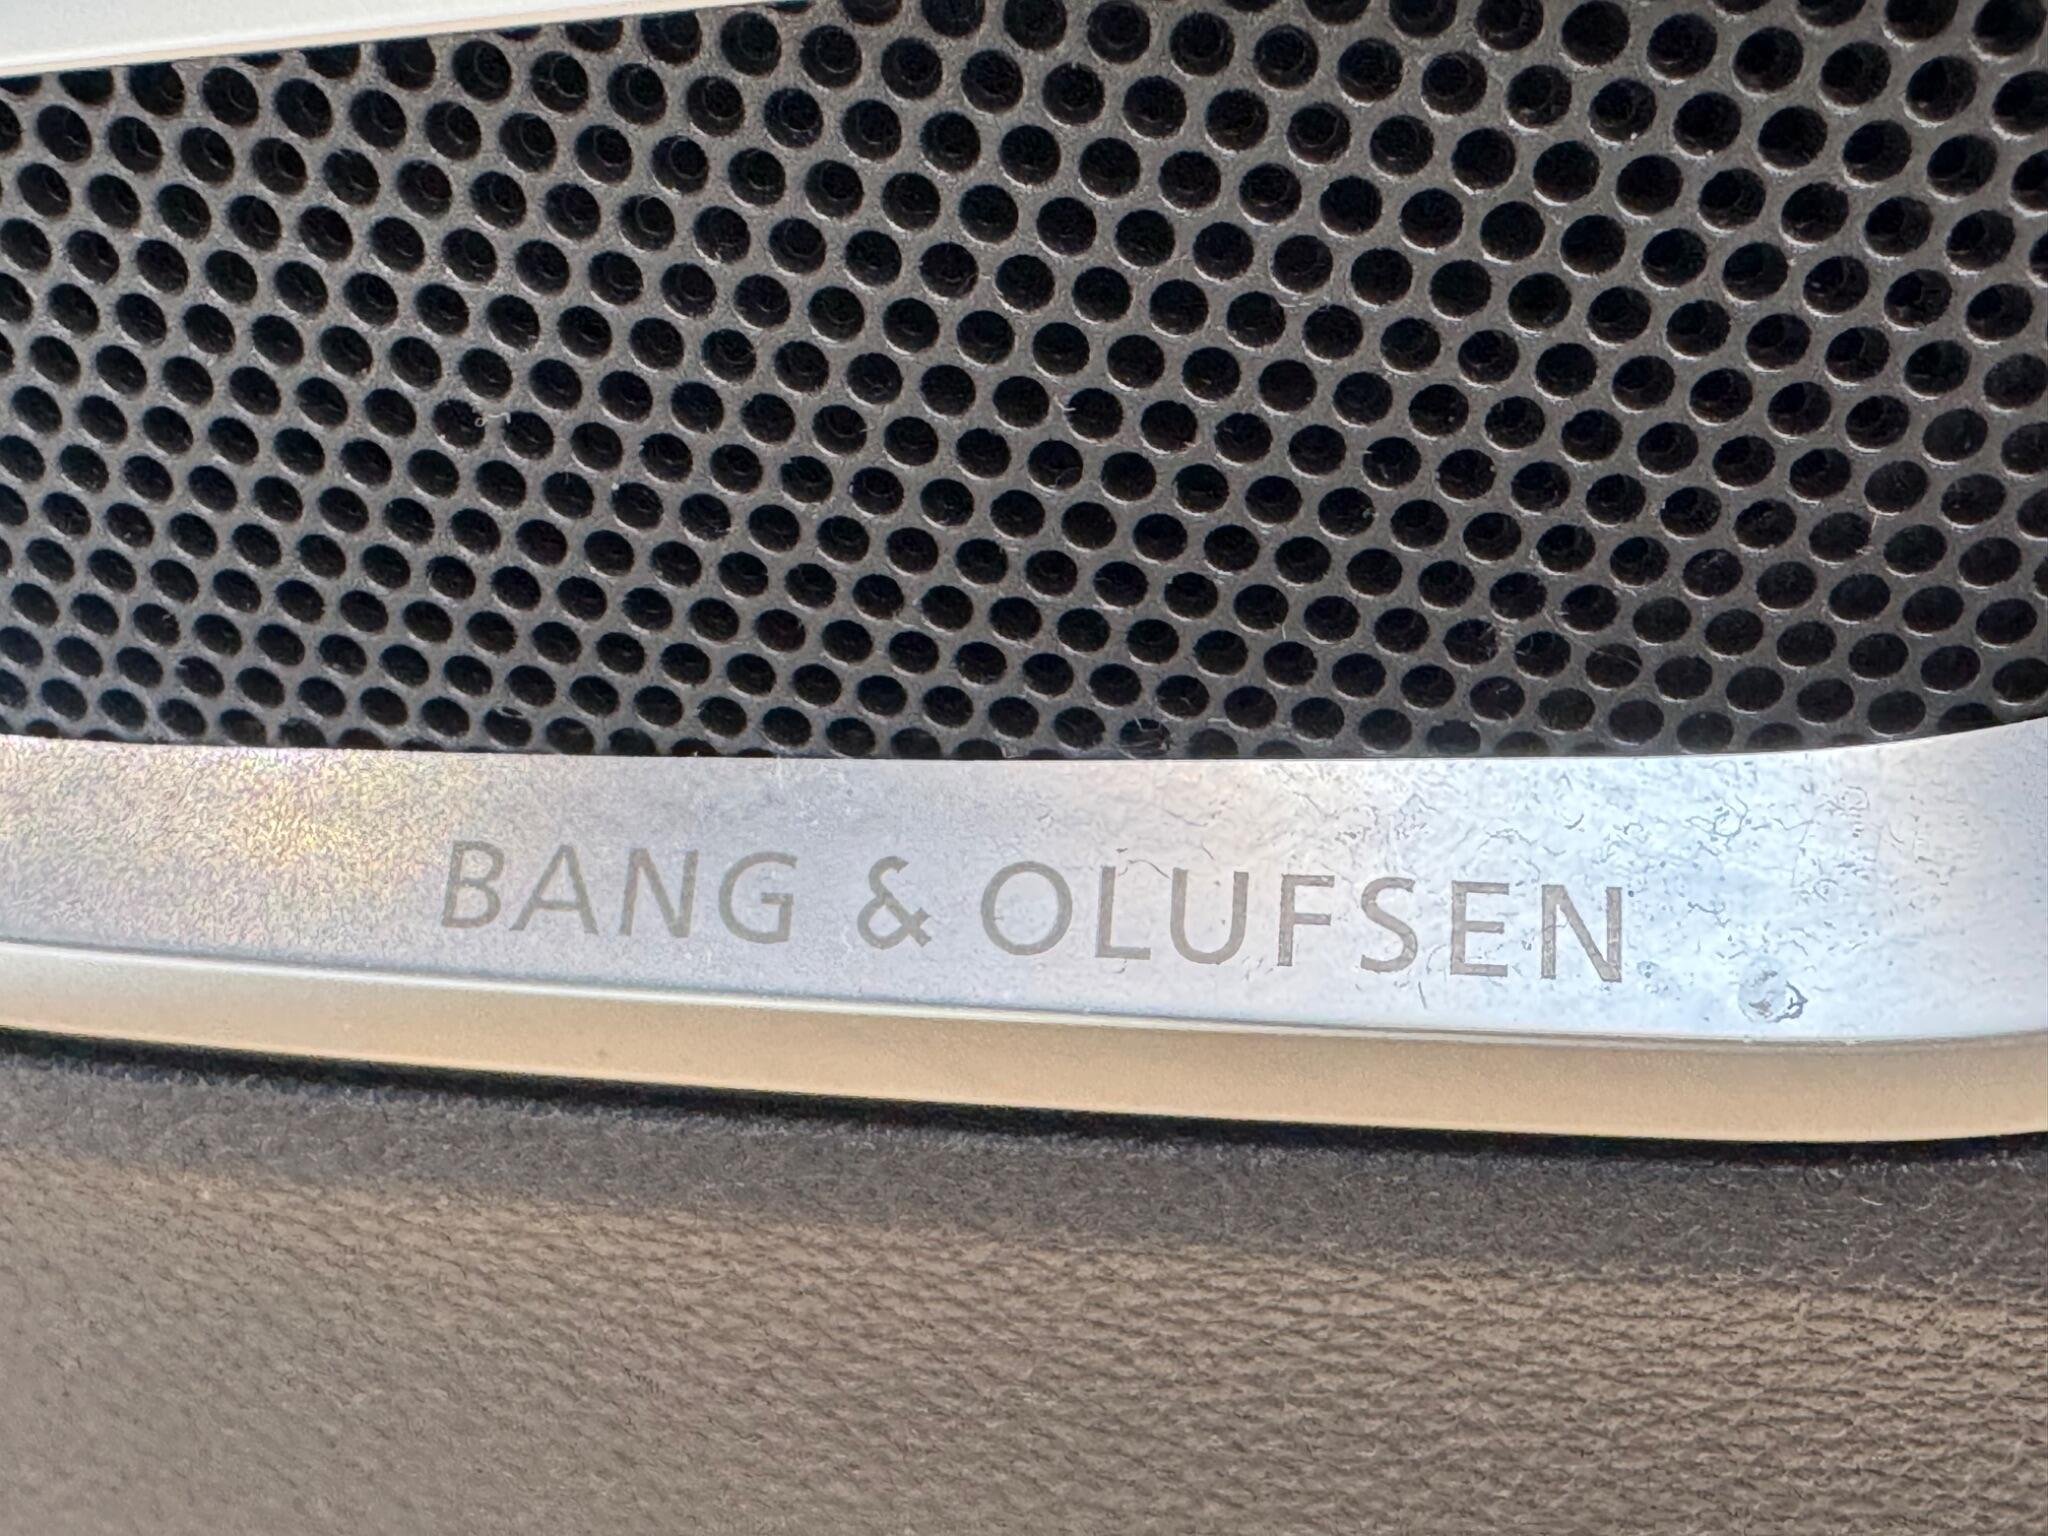 BANG & OLUFSEN